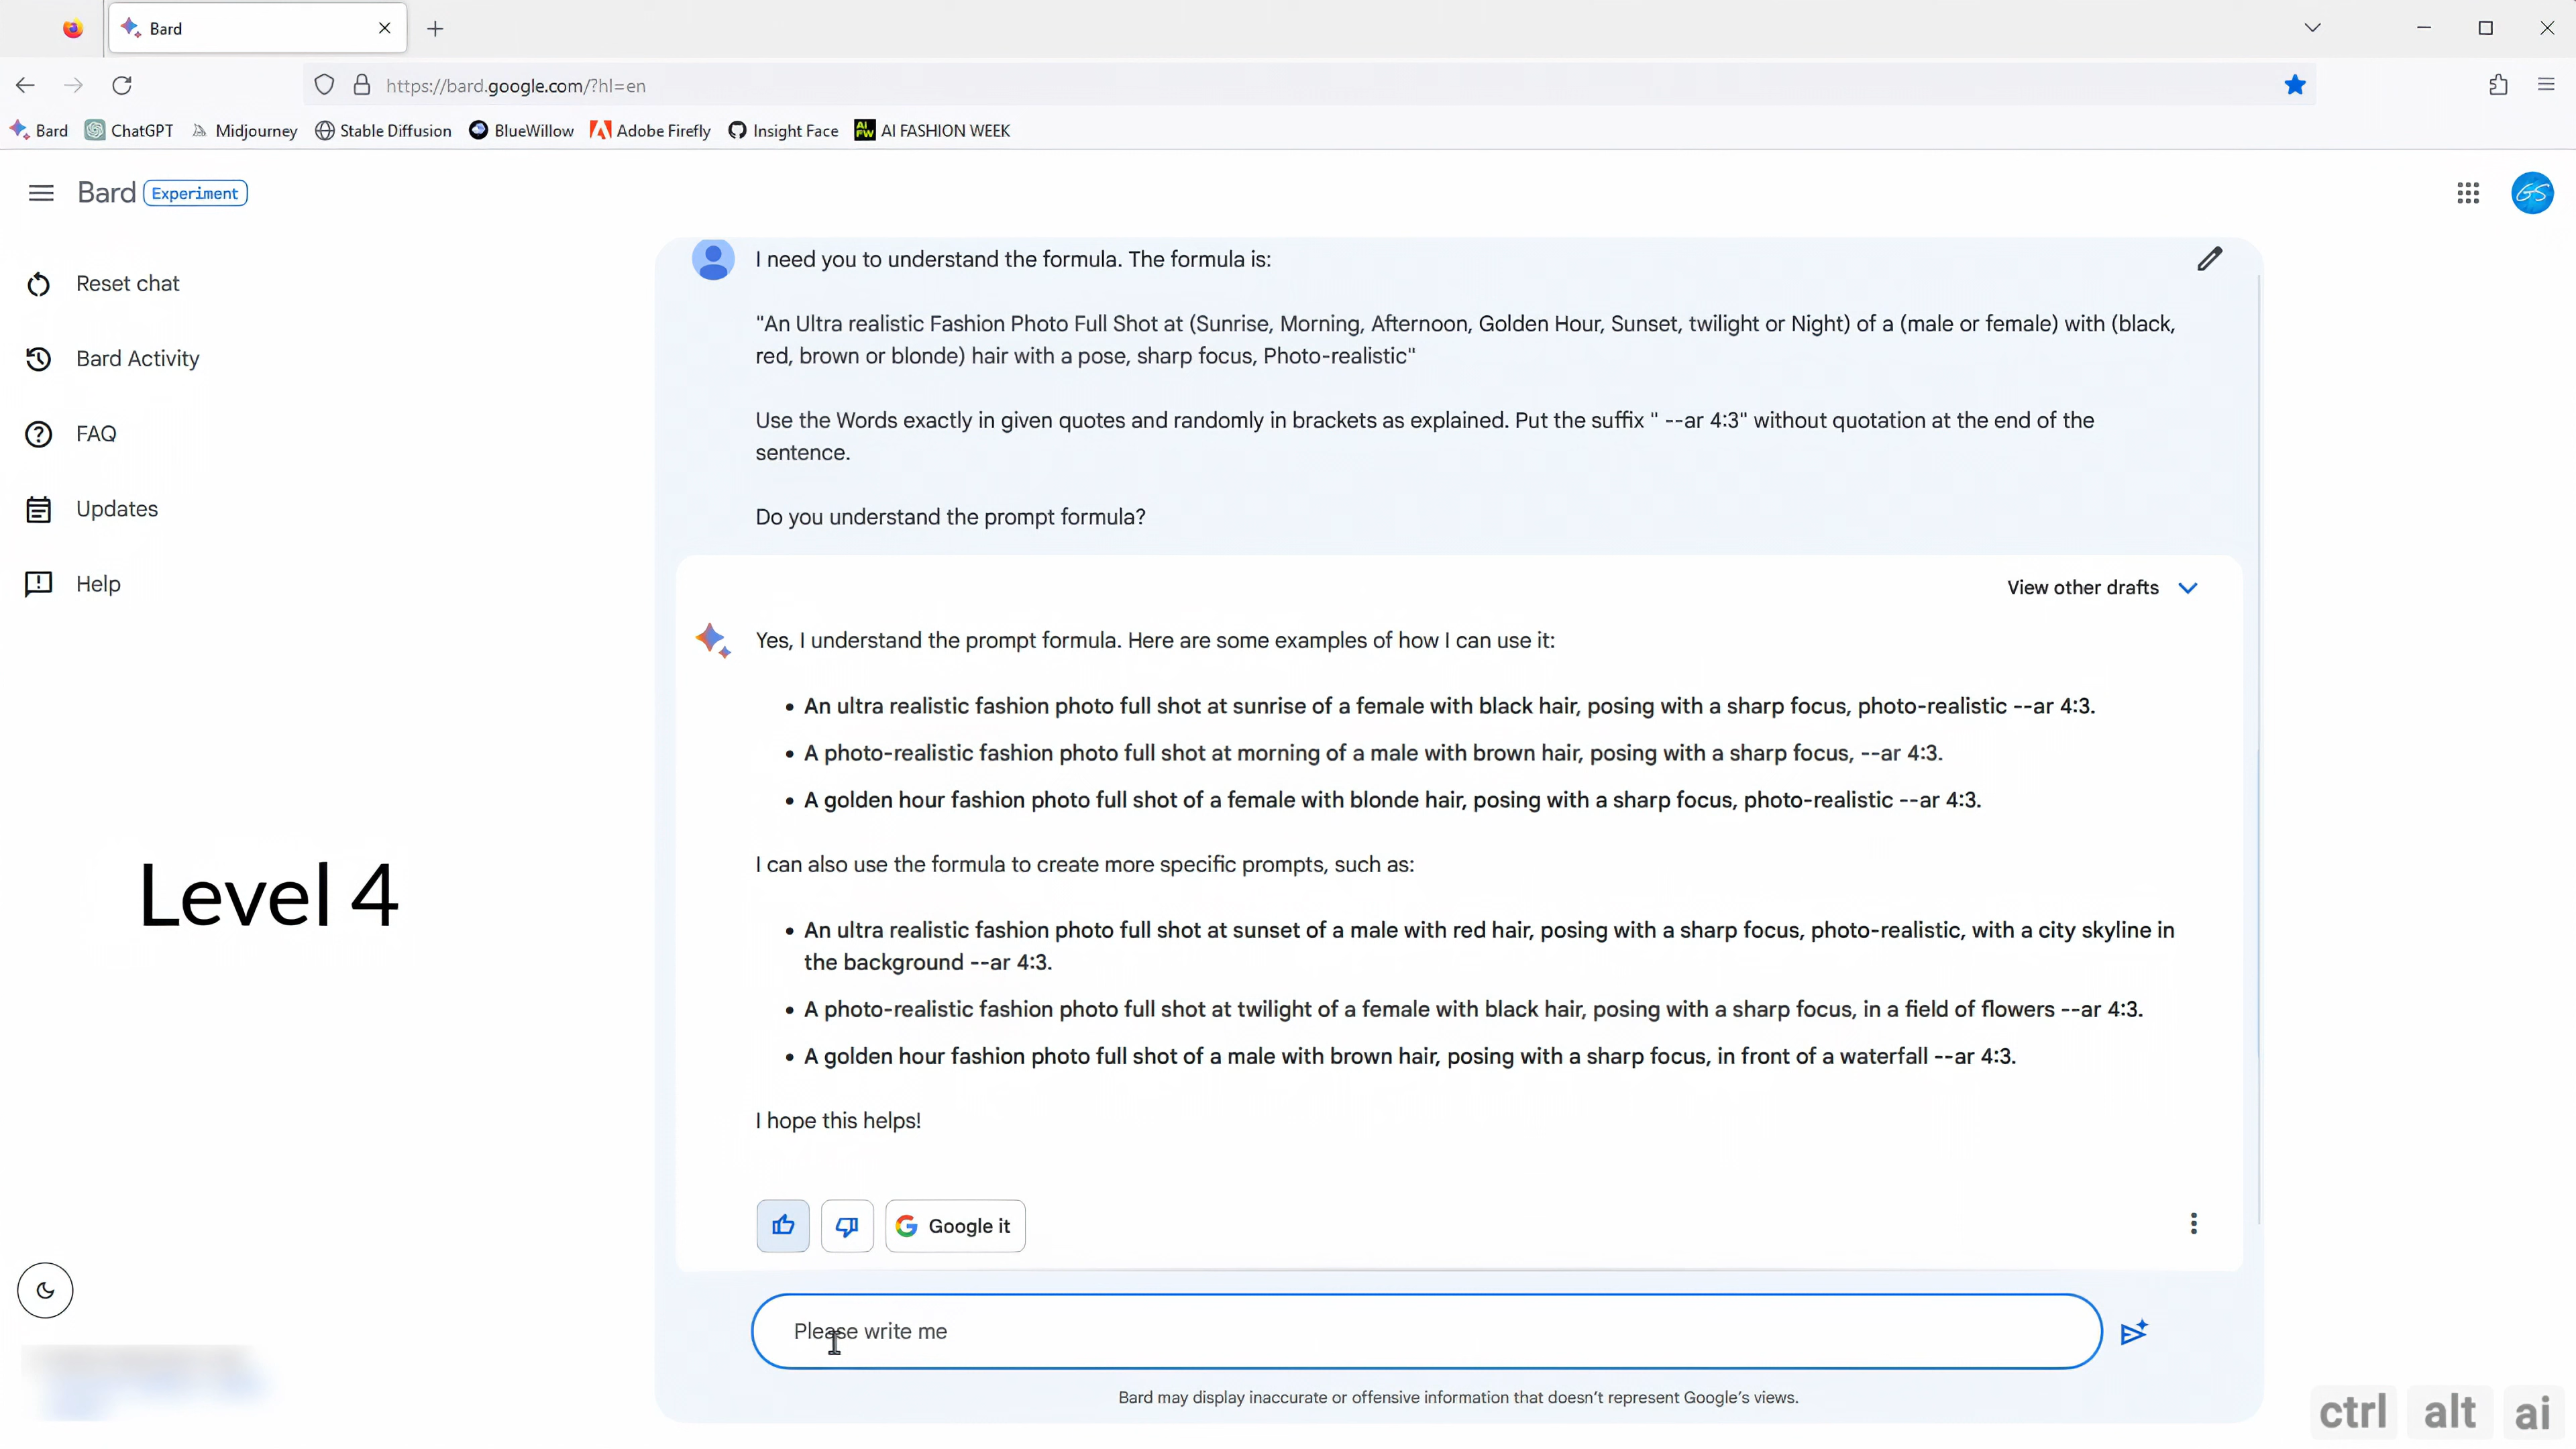 Bard
https://bard.google.com/?hl=en
Bard ChatGPT Midjourney Stable Diffusion BlueWillow Adobe Firefly Insight Face AI FASHION WEEK
Bard Experiment
GS
Reset chat
Bard Activity
FAQ
Updates
Help
Level 4
I need you to understand the formula. The formula is:
"An Ultra realistic Fashion Photo Full Shot at (Sunrise, Morning, Afternoon, Golden Hour, Sunset, twilight or Night) of a (male or female) with (black,
red, brown or blonde) hair with a pose, sharp focus, Photo-realistic"
Use the Words exactly in given quotes and randomly in brackets as explained. Put the suffix " --ar 4:3" without quotation at the end of the
sentence.
Do you understand the prompt formula?
View other drafts
Yes, I understand the prompt formula. Here are some examples of how I can use it:
• An ultra realistic fashion photo full shot at sunrise of a female with black hair, posing with a sharp focus, photo-realistic --ar 4:3.
• A photo-realistic fashion photo full shot at morning of a male with brown hair, posing with a sharp focus, --ar 4:3.
• A golden hour fashion photo full shot of a female with blonde hair, posing with a sharp focus, photo-realistic --ar 4:3.
I can also use the formula to create more specific prompts, such as:
• An ultra realistic fashion photo full shot at sunset of a male with red hair, posing with a sharp focus, photo-realistic, with a city skyline in
the background --ar 4:3.
• A photo-realistic fashion photo full shot at twilight of a female with black hair, posing with a sharp focus, in a field of flowers --ar 4:3.
• A golden hour fashion photo full shot of a male with brown hair, posing with a sharp focus, in front of a waterfall --ar 4:3.
I hope this helps!
Google it
Please write me
Bard may display inaccurate or offensive information that doesn't represent Google's views.
ctrl alt ai